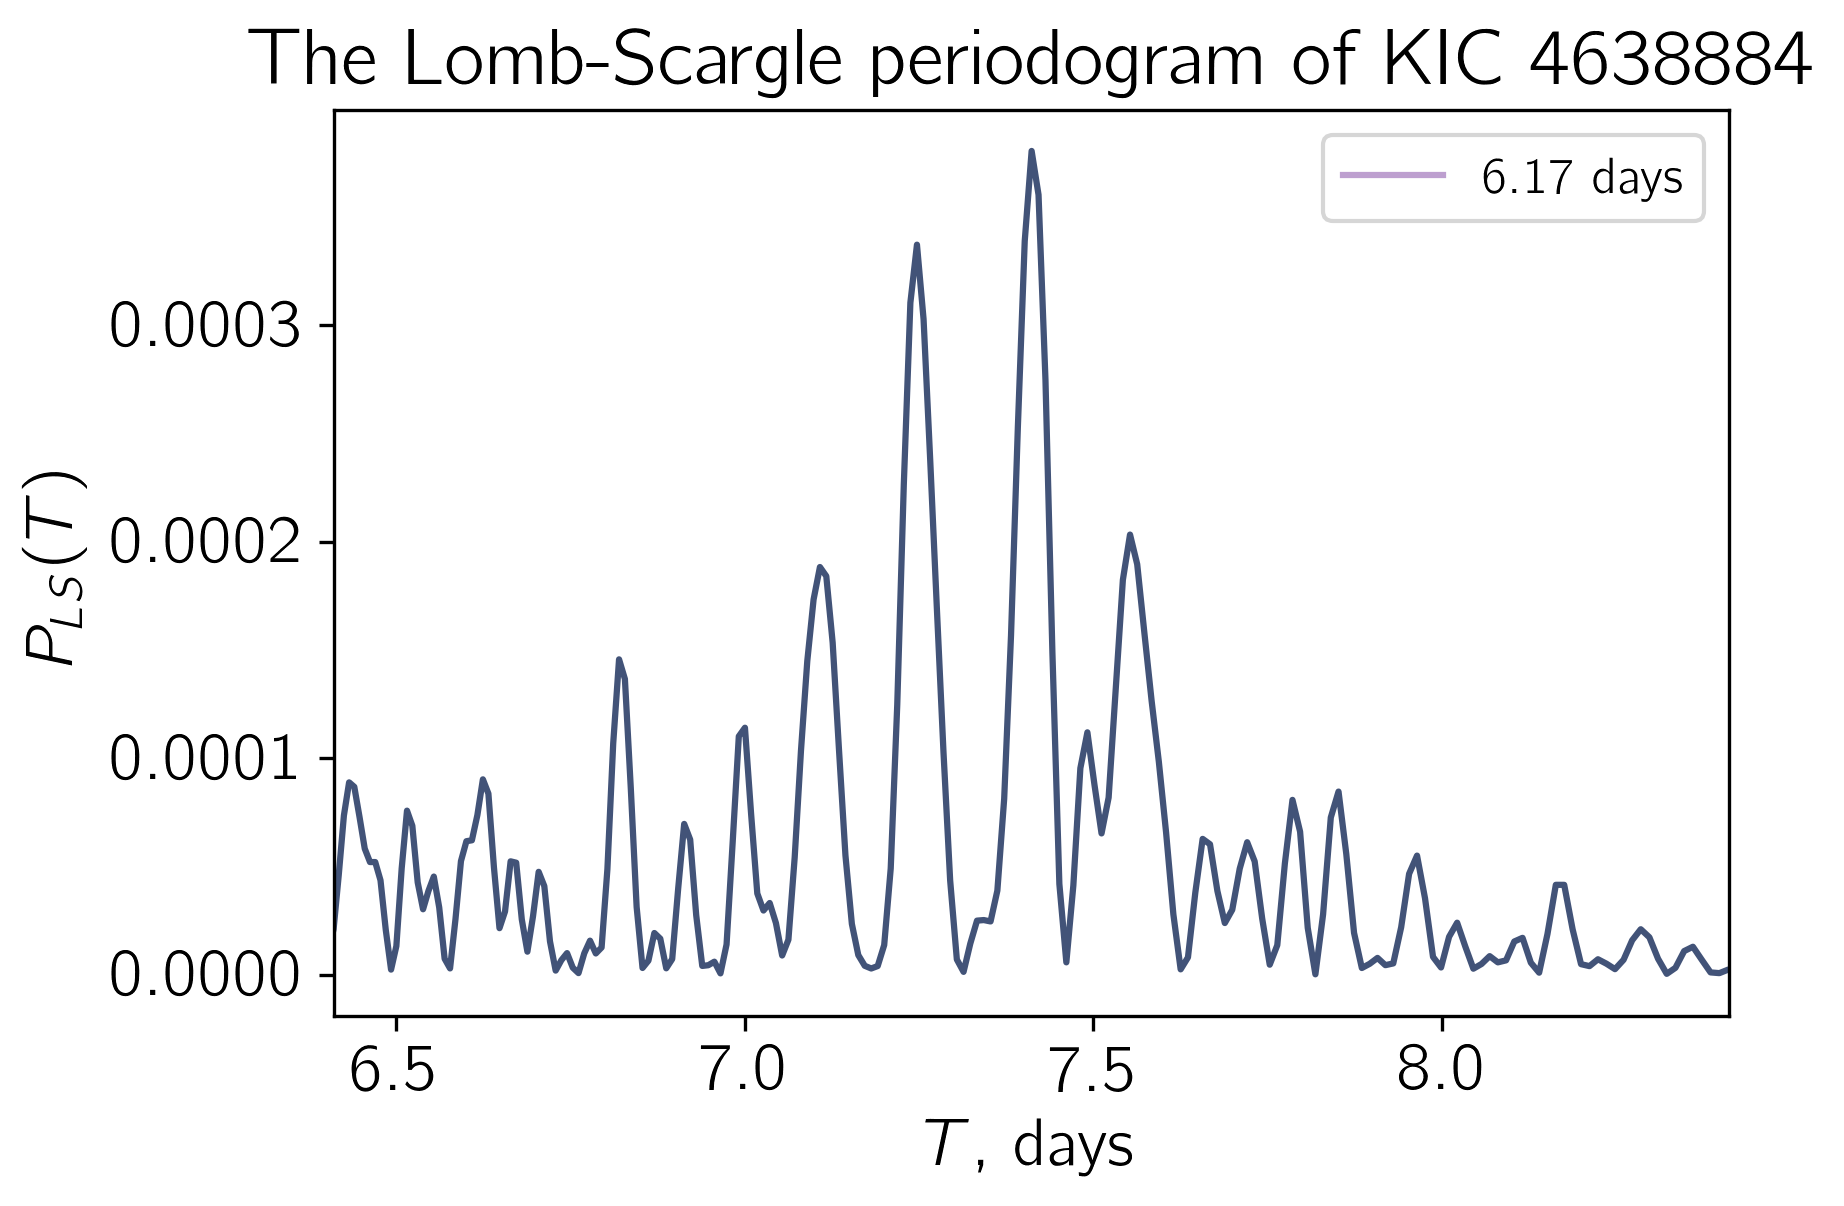 The Lomb-Scargle periodogram of KIC 4638884
6.17 days
0.0003
0.0002
0.0001
0.0000
P_{LS}(T)
6.5 7.0 7.5 8.0
T, days